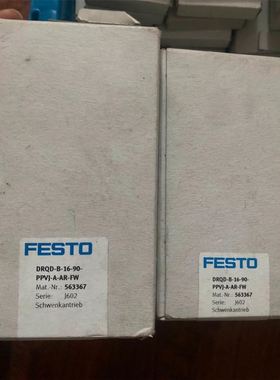 FESTO
DRQD-B-16-90-
PPVJ-A-AR-FW
Mat. Nr.: 563367
Serie: J602
Schwenkantrieb
FESTO
DRQD-B-16-90-
PPVJ-A-AR-FW
Mat. Nr.: 563367
Serie: J602
Schwenkantrieb